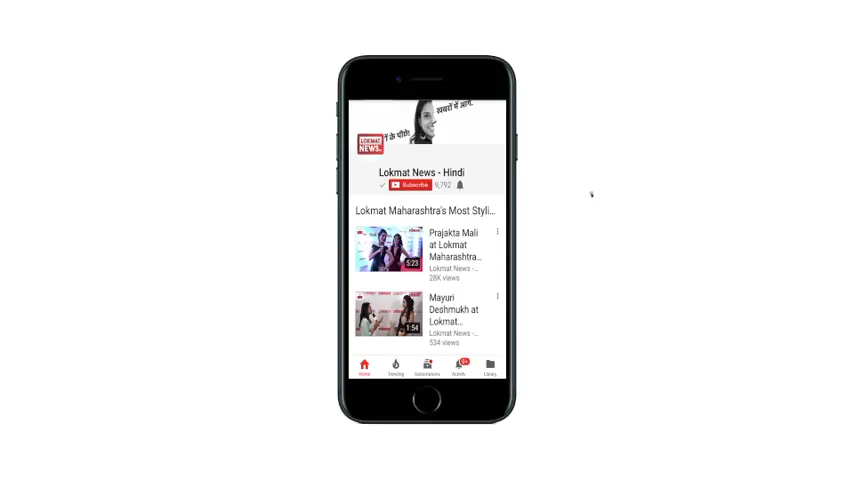 खबरों में आगे,
के पीछे!
LOKMAT
NEWS
Lokmat News - Hindi
Subscribe 9,792
Lokmat Maharashtra's Most Styli...
Prajakta Mali
at Lokmat
Maharashtra...
Lokmat News -...
28K views
5:23
Mayuri
Deshmukh at
Lokmat...
Lokmat News -...
534 views
1:54
Home Trending Subscriptions Activity Library
9+